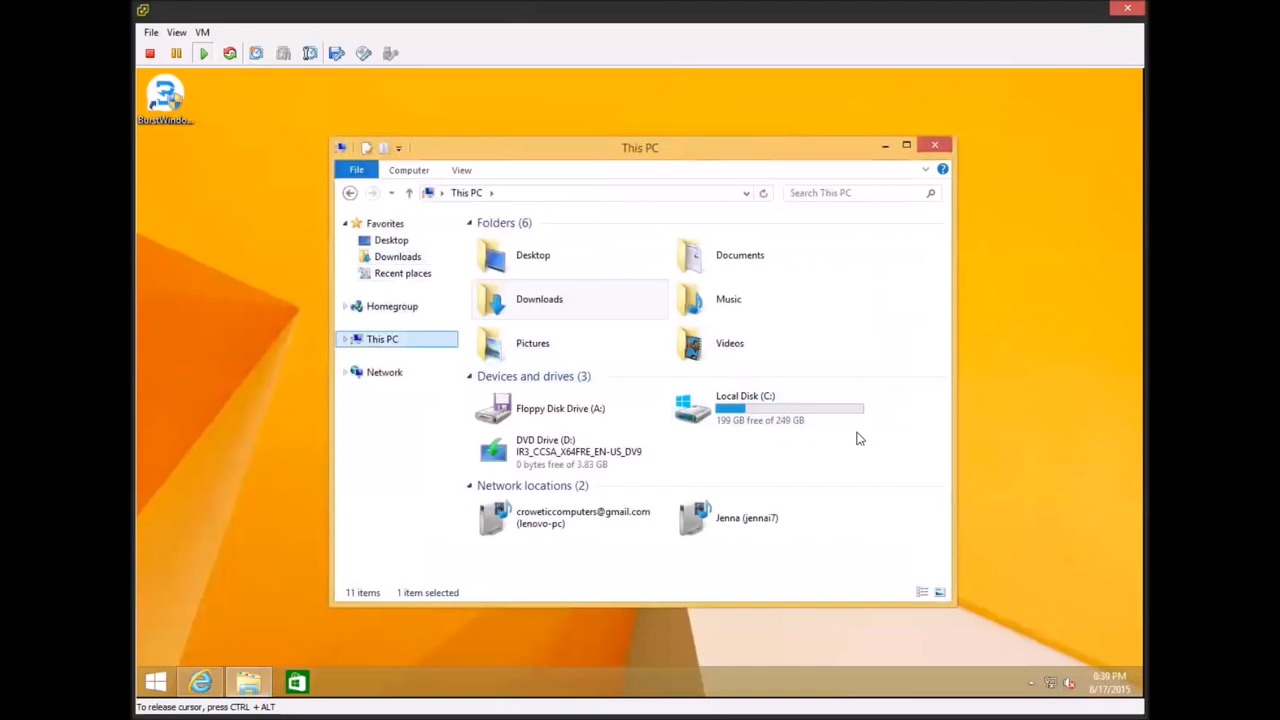 File View VM
BurstWindo...
This PC
File Computer View
This PC
Search This PC
Favorites
Desktop
Downloads
Recent places
Homegroup
This PC
Network
Folders (6)
Desktop
Documents
Downloads
Music
Pictures
Videos
Devices and drives (3)
Floppy Disk Drive (A:)
Local Disk (C:)
199 GB free of 249 GB
DVD Drive (D:)
IR3_CCSA_X64FRE_EN-US_DV9
0 bytes free of 3.83 GB
Network locations (2)
croweticcomputers@gmail.com
(lenovo-pc)
Jenna (jennai7)
11 items 1 item selected
8:39 PM
8/17/2015
To release cursor, press CTRL + ALT